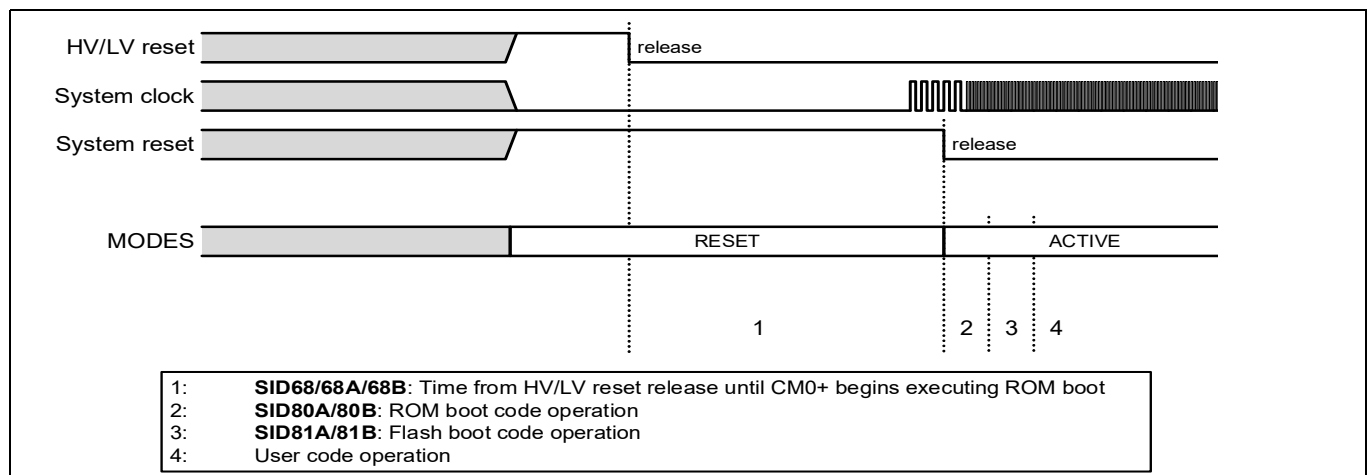 HV/LV reset
release
System clock
System reset
release
MODES
RESET
ACTIVE
1
2
3
4
1: SID68/68A/68B: Time from HV/LV reset release until CM0+ begins executing ROM boot
2: SID80A/80B: ROM boot code operation
3: SID81A/81B: Flash boot code operation
4: User code operation